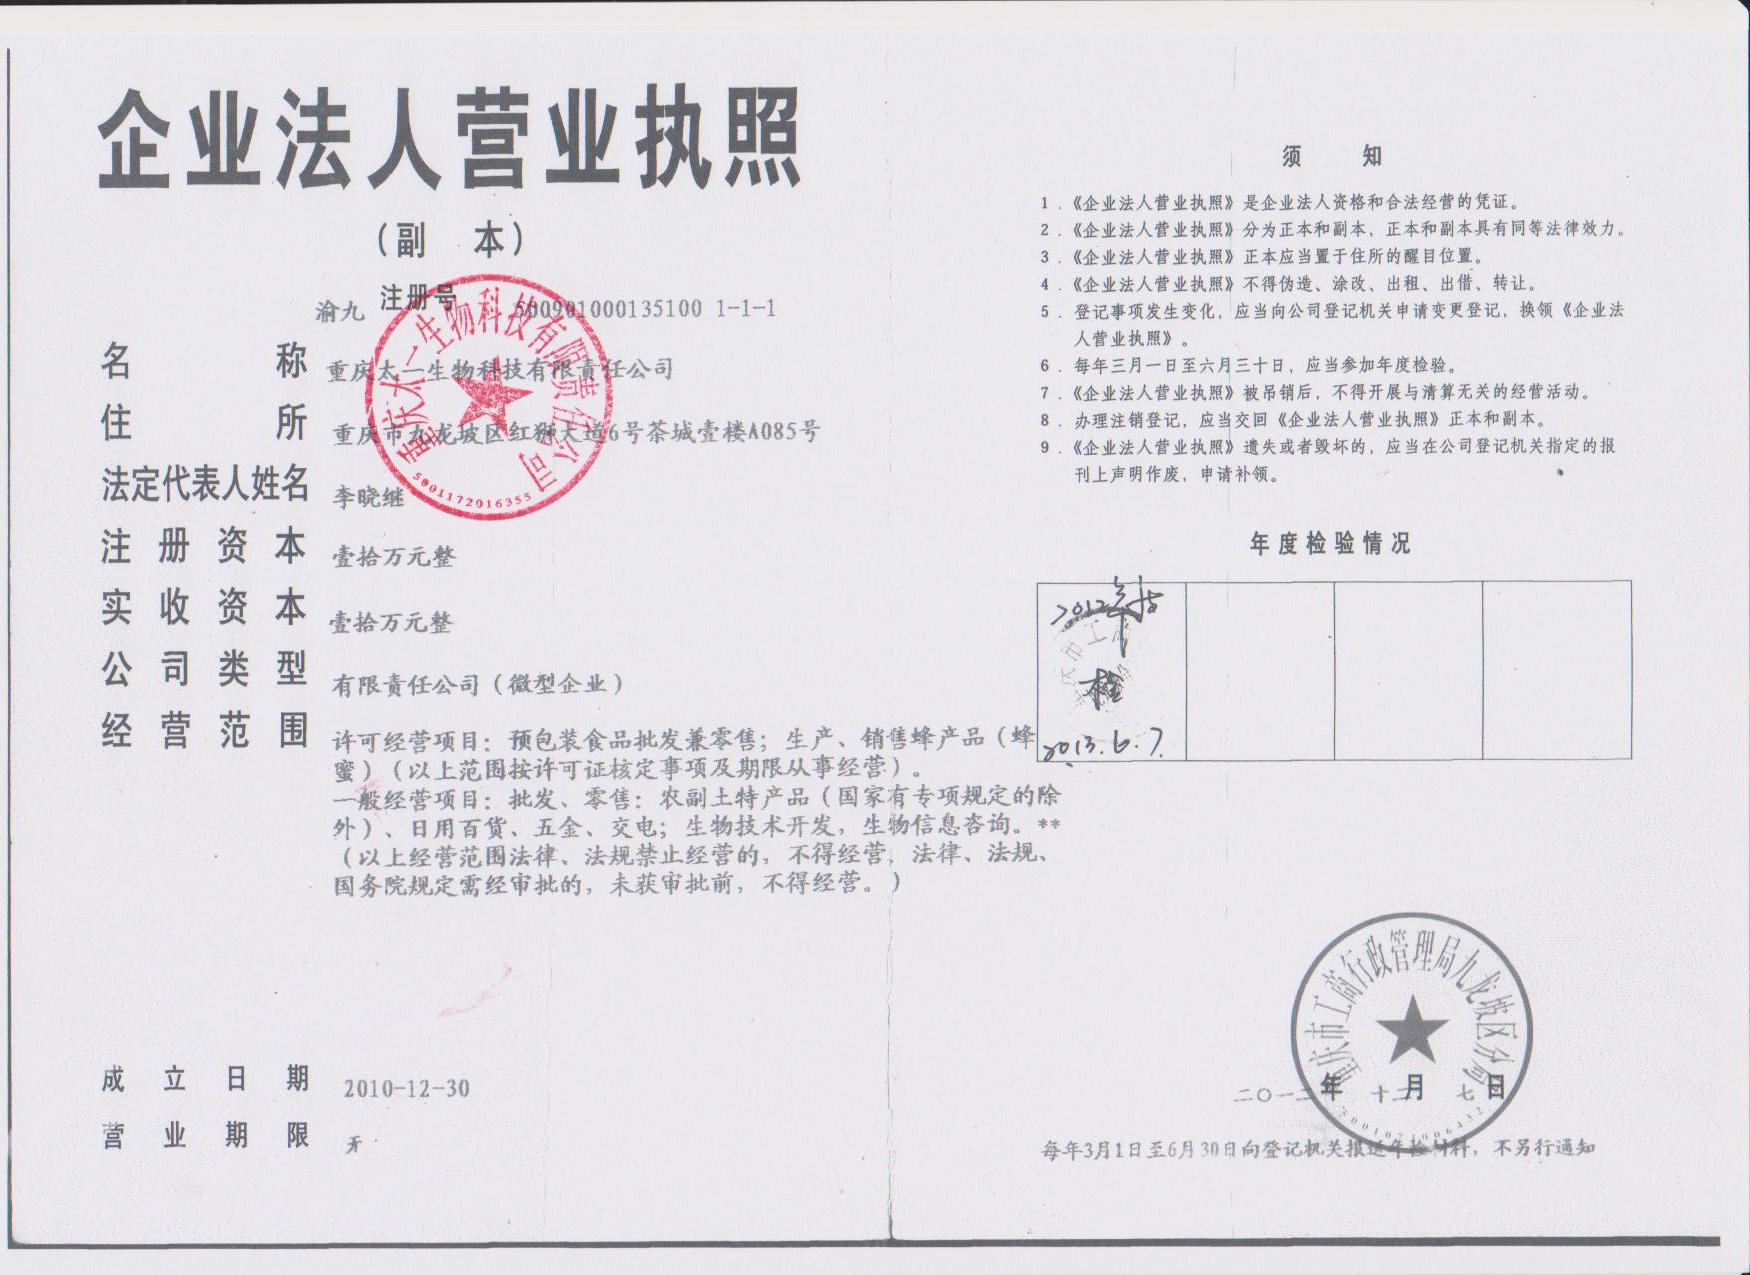 企业法人营业执照
（副 本）
渝九 注册号 500901000135100 1-1-1
名 称 重庆太一生物科技有限责任公司
住 所 重庆市九龙坡区红狮大道6号茶城壹楼A085号
法定代表人姓名 李晓继
注册资本 壹拾万元整
实收资本 壹拾万元整
公司类型 有限责任公司（微型企业）
经营范围 许可经营项目：预包装食品批发兼零售；生产、销售蜂产品（蜂
蜜）（以上范围按许可证核定事项及期限从事经营）。
一般经营项目：批发、零售：农副土特产品（国家有专项规定的除
外）、日用百货、五金、交电；生物技术开发，生物信息咨询。**
（以上经营范围法律、法规禁止经营的，不得经营，法律、法规、
国务院规定需经审批的，未获审批前，不得经营。）
成立日期 2010-12-30
营业期限
重庆太一生物科技有限责任公司
5001172016355
须 知
1．《企业法人营业执照》是企业法人资格和合法经营的凭证。
2．《企业法人营业执照》分为正本和副本，正本和副本具有同等法律效力。
3．《企业法人营业执照》正本应当置于住所的醒目位置。
4．《企业法人营业执照》不得伪造、涂改、出租、出借、转让。
5．登记事项发生变化，应当向公司登记机关申请变更登记，换领《企业法
人营业执照》。
6．每年三月一日至六月三十日，应当参加年度检验。
7．《企业法人营业执照》被吊销后，不得开展与清算无关的经营活动。
8．办理注销登记，应当交回《企业法人营业执照》正本和副本。
9．《企业法人营业执照》遗失或者毁坏的，应当在公司登记机关指定的报
刊上声明作废，申请补领。
年度检验情况
2012年
检
2013.6.7.
重庆市工商行政管理局九龙坡区分局
二〇一二年 十二月 七日
每年3月1日至6月30日向登记机关报送年检材料，不另行通知